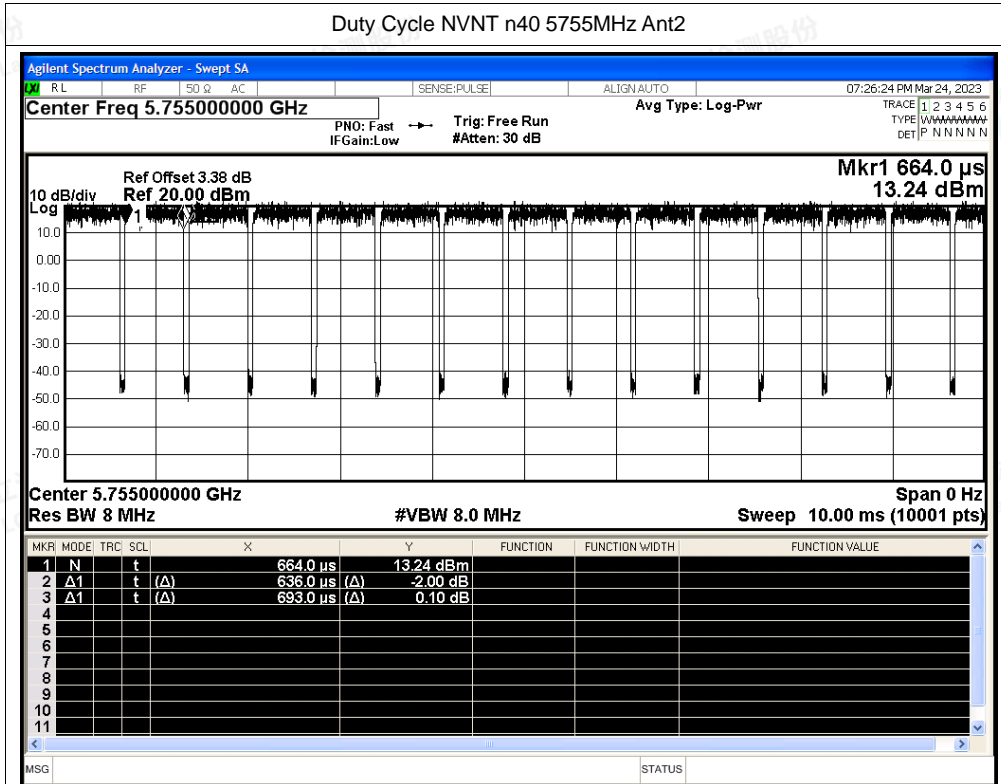 Duty Cycle NVNT n40 5755MHz Ant2
Agilent Spectrum Analyzer - Swept SA
LXI RL RF 50 Ω AC SENSE:PULSE ALIGN AUTO 07:26:24 PM Mar 24, 2023
Center Freq 5.755000000 GHz Avg Type: Log-Pwr TRACE 1 2 3 4 5 6
PNO: Fast Trig: Free Run TYPE WWWWWW
IFGain:Low #Atten: 30 dB DET P N N N N N
Mkr1 664.0 µs
Ref Offset 3.38 dB
10 dB/div Ref 20.00 dBm 13.24 dBm
Log
1
10.0
0.00
-10.0
-20.0
-30.0
-40.0
-50.0
-60.0
-70.0
Center 5.755000000 GHz Span 0 Hz
Res BW 8 MHz #VBW 8.0 MHz Sweep 10.00 ms (10001 pts)
MKR MODE TRC SCL X Y FUNCTION FUNCTION WIDTH FUNCTION VALUE
1 N t 664.0 µs 13.24 dBm
2 Δ1 t (Δ) 636.0 µs (Δ) -2.00 dB
3 Δ1 t (Δ) 693.0 µs (Δ) 0.10 dB
4
5
6
7
8
9
10
11
MSG STATUS